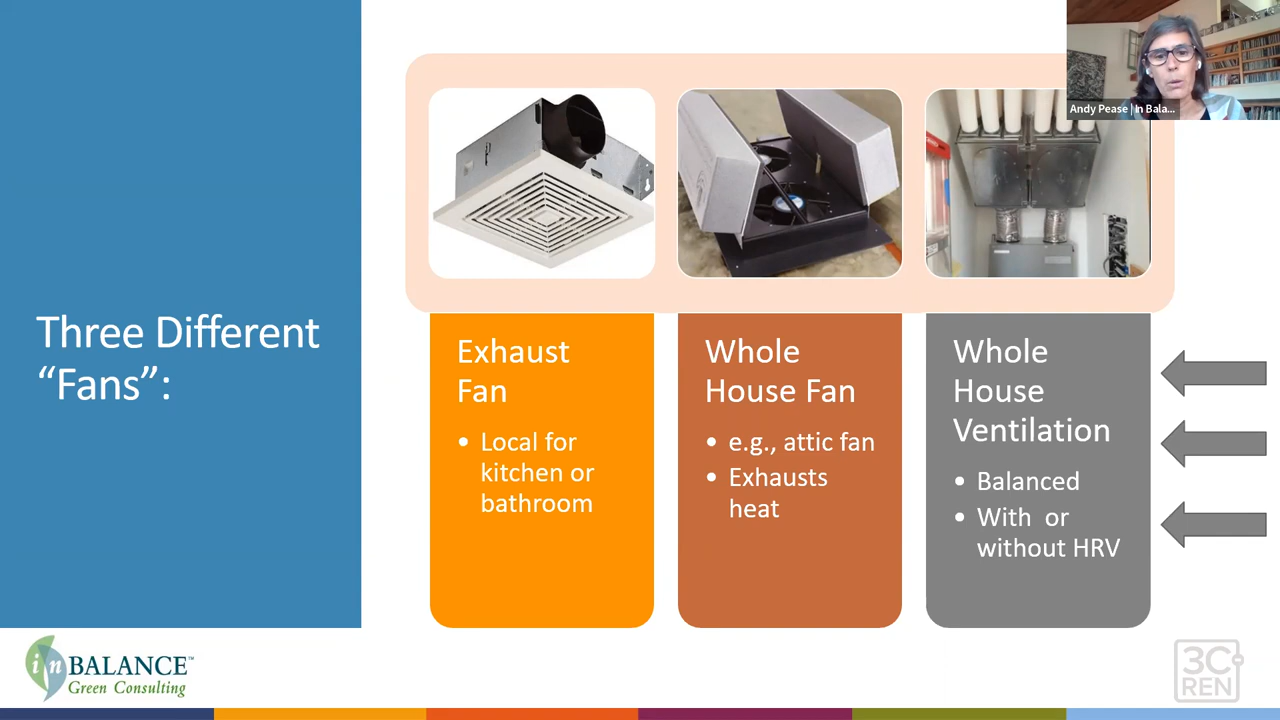 Andy Pease | In Bala...
Three Different
“Fans”:
Exhaust
Fan
• Local for
kitchen or
bathroom
Whole
House Fan
• e.g., attic fan
• Exhausts
heat
Whole
House
Ventilation
• Balanced
• With or
without HRV
in BALANCE™
Green Consulting
3C
REN